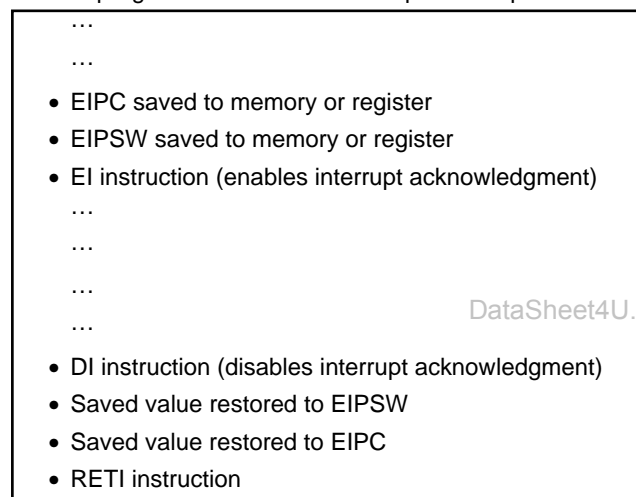 …
…
• EIPC saved to memory or register
• EIPSW saved to memory or register
• EI instruction (enables interrupt acknowledgment)
…
…
…
…
DataSheet4U.
• DI instruction (disables interrupt acknowledgment)
• Saved value restored to EIPSW
• Saved value restored to EIPC
• RETI instruction